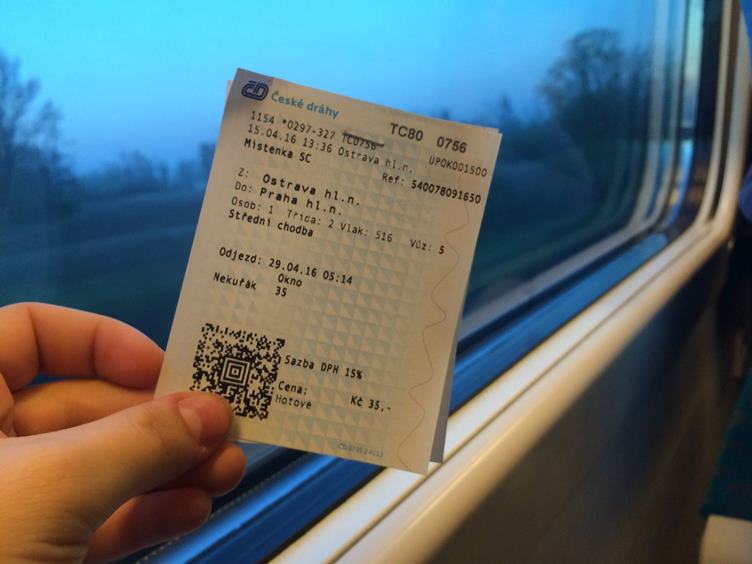 ČD České dráhy
TC80 0756
1154 *0297-327 TC0756 UPOK001500
15.04.16 13:36 Ostrava hl.n.
Místenka SC Ref: 540078091650
Z: Ostrava hl.n.
Do: Praha hl.n.
Osob: 1 Třída: 2 Vlak: 516 Vůz: 5
Střední chodba
Odjezd: 29.04.16 05:14
Okno
Nekuřák 35
Sazba DPH 15%
Cena: Kč 35,-
Hotově